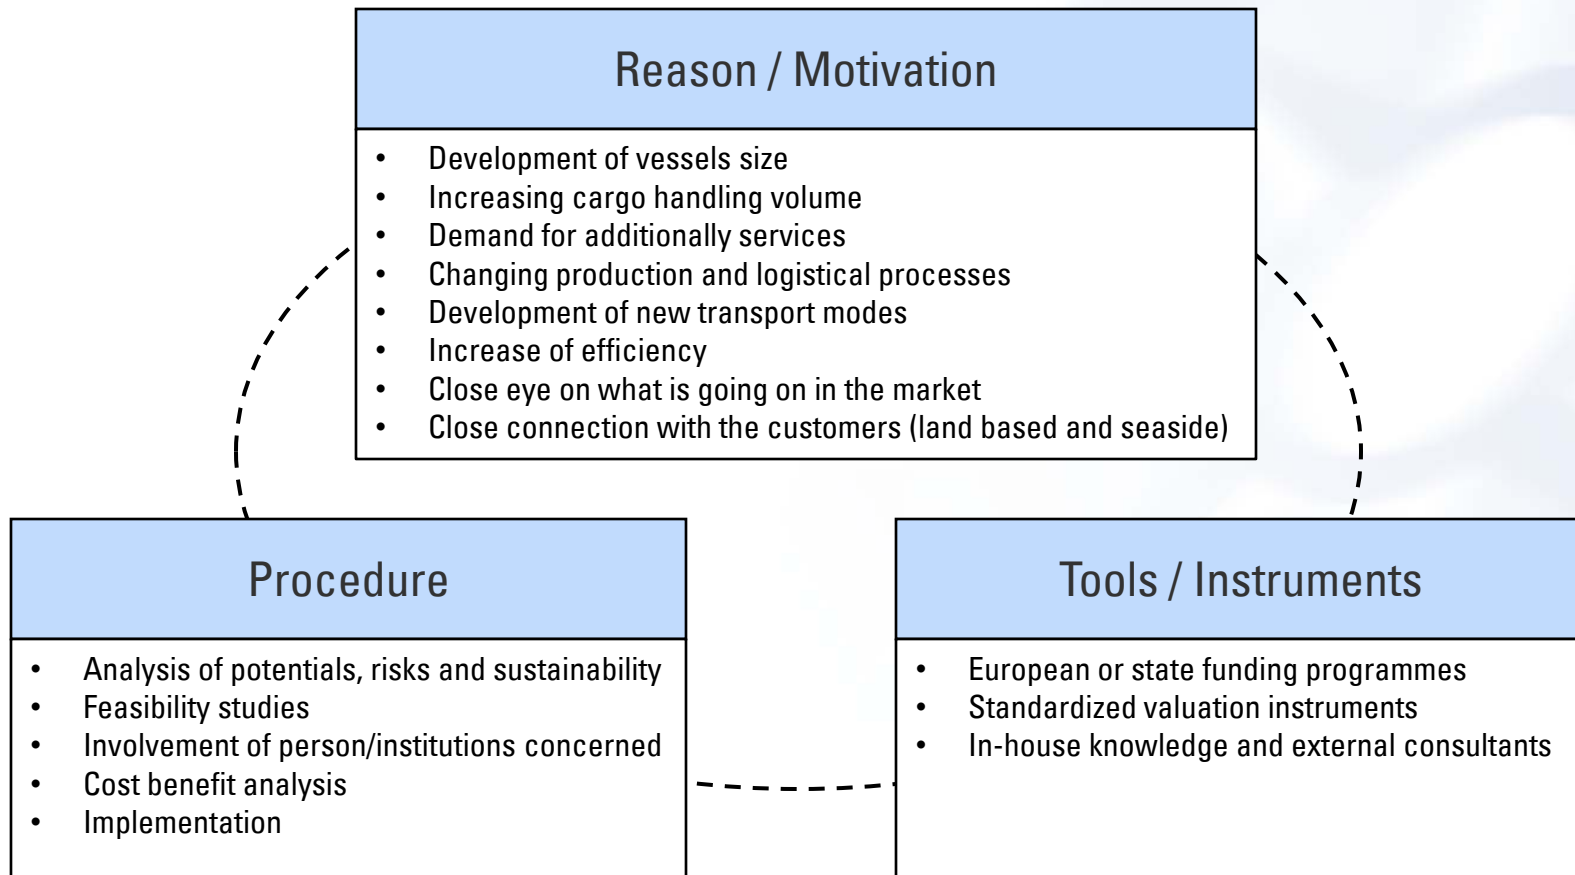 Reason / Motivation
• Development of vessels size
• Increasing cargo handling volume
• Demand for additionally services
• Changing production and logistical processes
• Development of new transport modes
• Increase of efficiency
• Close eye on what is going on in the market
• Close connection with the customers (land based and seaside)
Procedure
• Analysis of potentials, risks and sustainability
• Feasibility studies
• Involvement of person/institutions concerned
• Cost benefit analysis
• Implementation
Tools / Instruments
• European or state funding programmes
• Standardized valuation instruments
• In-house knowledge and external consultants